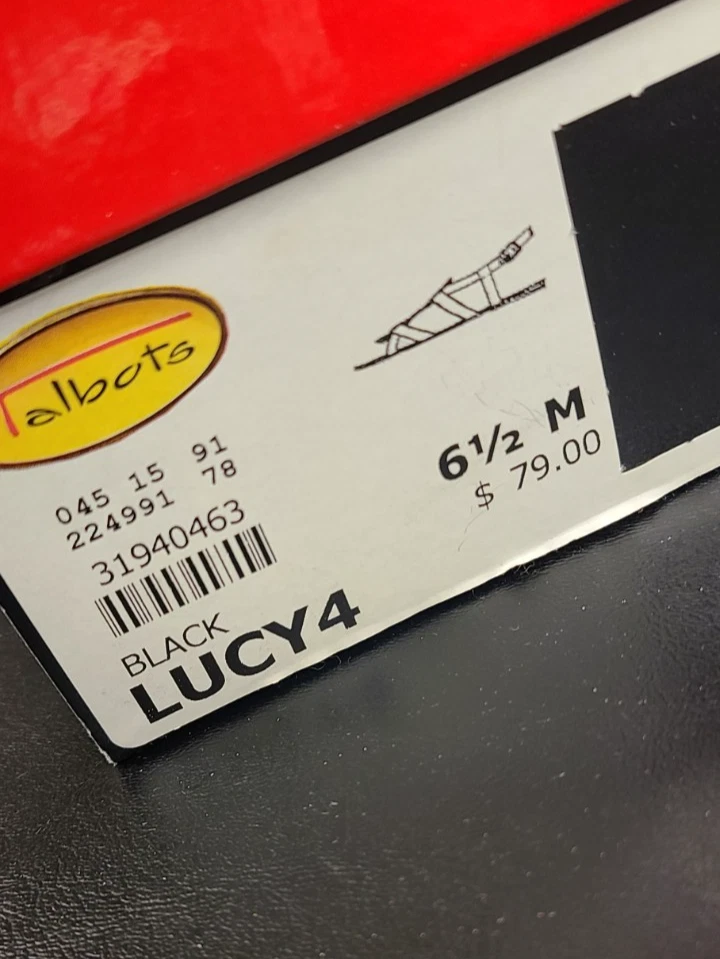 Talbots
045 15 91
224991 78
31940463
BLACK
LUCY4
6½ M
$ 79.00